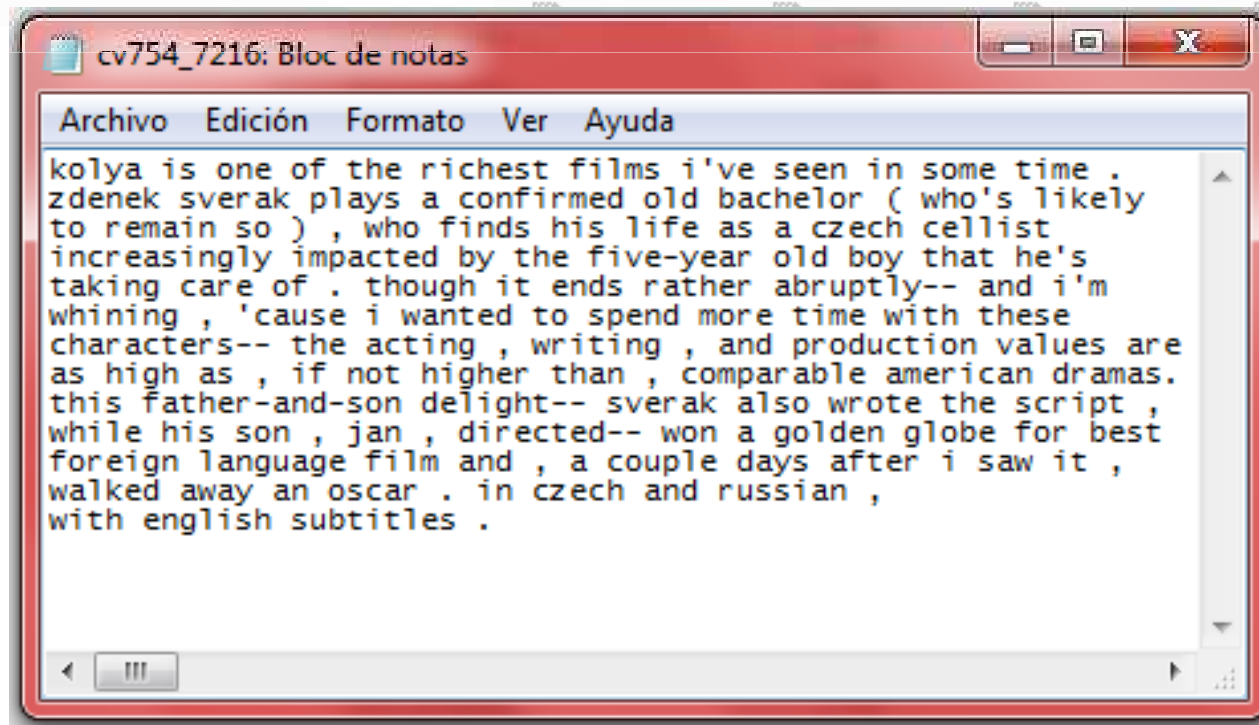 cv754_7216: Bloc de notas
Archivo Edición Formato Ver Ayuda
kolya is one of the richest films i've seen in some time .
zdenek sverak plays a confirmed old bachelor ( who's likely
to remain so ) , who finds his life as a czech cellist
increasingly impacted by the five-year old boy that he's
taking care of . though it ends rather abruptly-- and i'm
whining , 'cause i wanted to spend more time with these
characters-- the acting , writing , and production values are
as high as , if not higher than , comparable american dramas.
this father-and-son delight-- sverak also wrote the script ,
while his son , jan , directed-- won a golden globe for best
foreign language film and , a couple days after i saw it ,
walked away an oscar . in czech and russian ,
with english subtitles .